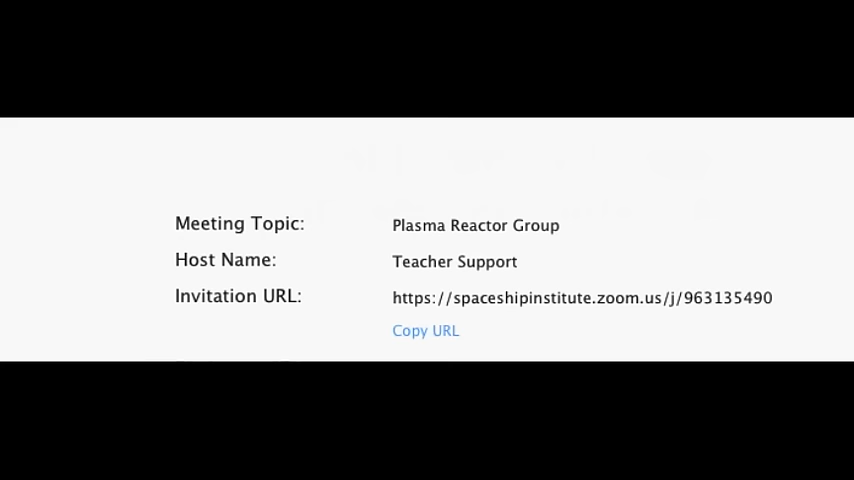 Meeting Topic: Plasma Reactor Group
Host Name: Teacher Support
Invitation URL: https://spaceshipinstitute.zoom.us/j/963135490
Copy URL